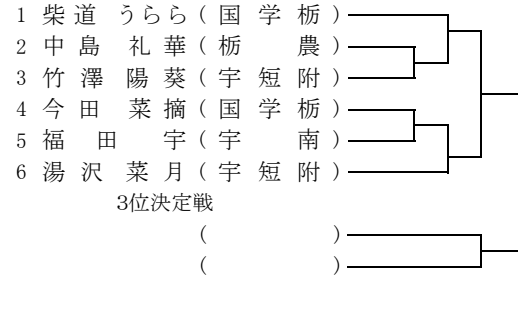 1 柴道 うらら(国学栃)
2 中島 礼華(栃 農)
3 竹澤 陽葵(宇短附)
4 今田 菜摘(国学栃)
5 福田 宇(宇 南)
6 湯沢 菜月(宇短附)
3位決定戦
( )
( )